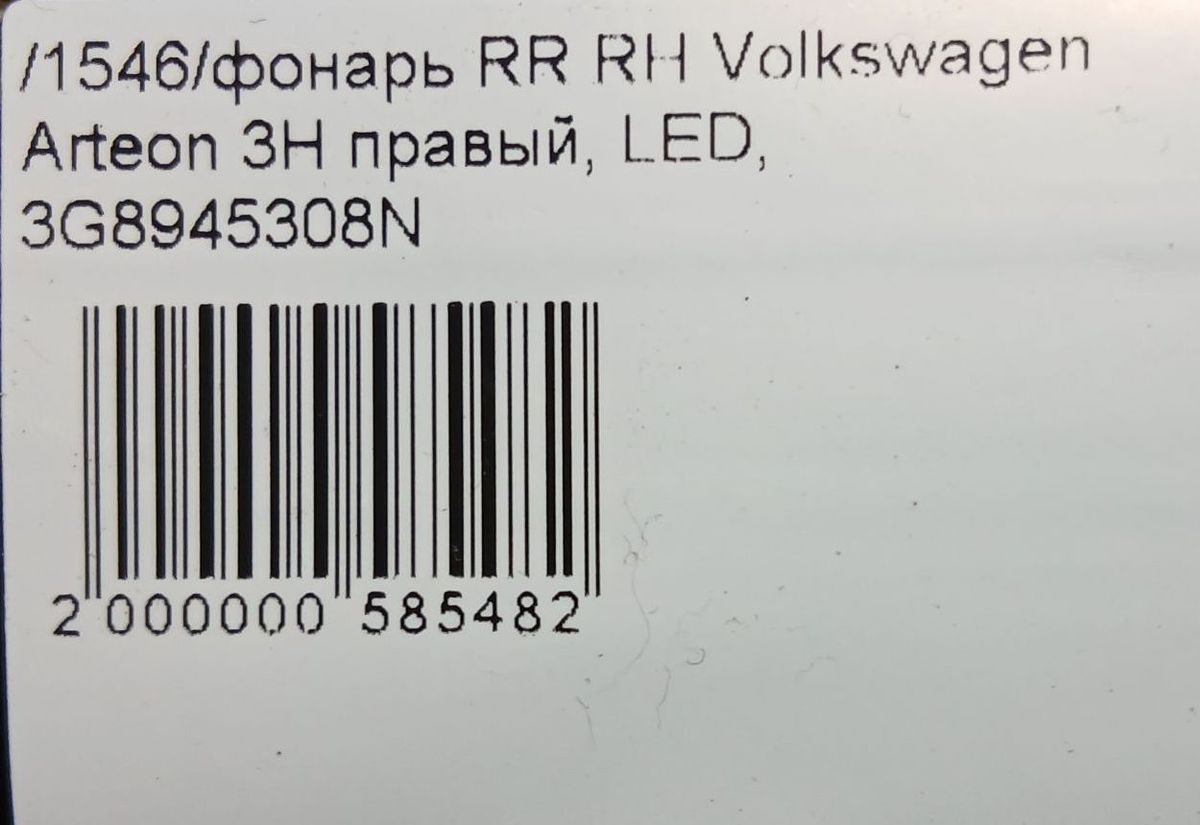 /1546/фонарь RR RH Volkswagen
Arteon 3H правый, LED,
3G8945308N
2 000000 585482